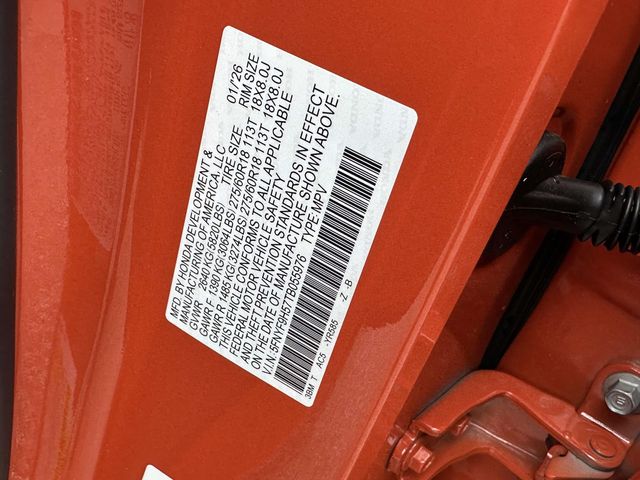 MFD. BY HONDA DEVELOPMENT &
MANUFACTURING OF AMERICA, LLC 01/26
GVWR 2640 KG( 5820LBS) TIRE SIZE RIM SIZE
GAWR F 1390 KG( 3064LBS) 275/60R18 113T 18X8.0J
GAWR R 1485 KG( 3274LBS) 275/60R18 113T 18X8.0J
THIS VEHICLE CONFORMS TO ALL APPLICABLE
FEDERAL MOTOR VEHICLE SAFETY
AND THEFT PREVENTION STANDARDS IN EFFECT
ON THE DATE OF MANUFACTURE SHOWN ABOVE.
V.I.N: 5FNYF9H57TB055976 TYPE: MPV
3BM T AC5 -YR585 -Z -B